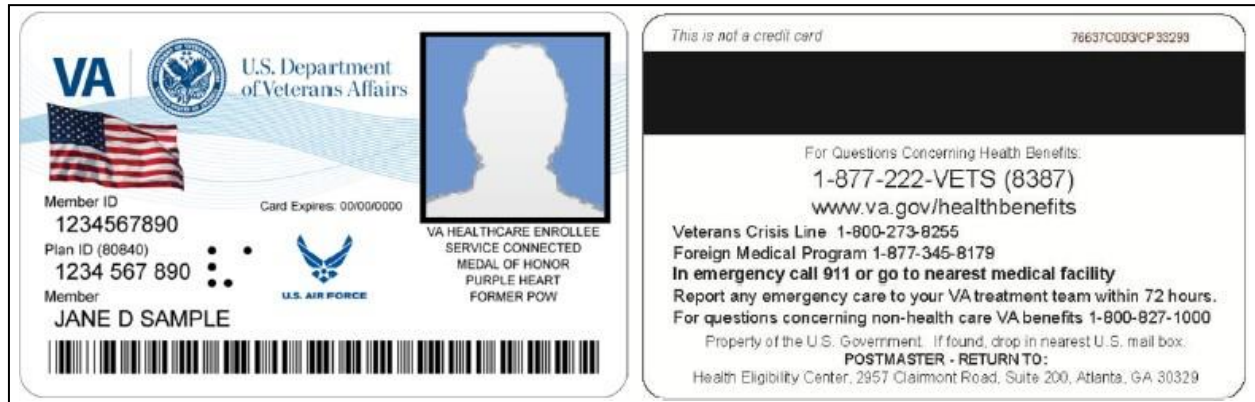 VA
U.S. Department
of Veterans Affairs
Member ID
1234567890
Card Expires: 00/00/0000
Plan ID (80840)
1234 567 890
U.S. AIR FORCE
Member
JANE D SAMPLE
VA HEALTHCARE ENROLLEE
SERVICE CONNECTED
MEDAL OF HONOR
PURPLE HEART
FORMER POW
This is not a credit card
76637C003/CP33293
For Questions Concerning Health Benefits:
1-877-222-VETS (8387)
www.va.gov/healthbenefits
Veterans Crisis Line 1-800-273-8255
Foreign Medical Program 1-877-345-8179
In emergency call 911 or go to nearest medical facility
Report any emergency care to your VA treatment team within 72 hours.
For questions concerning non-health care VA benefits 1-800-827-1000
Property of the U.S. Government. If found, drop in nearest U.S. mail box.
POSTMASTER - RETURN TO:
Health Eligibility Center, 2957 Clairmont Road, Suite 200, Atlanta, GA 30329